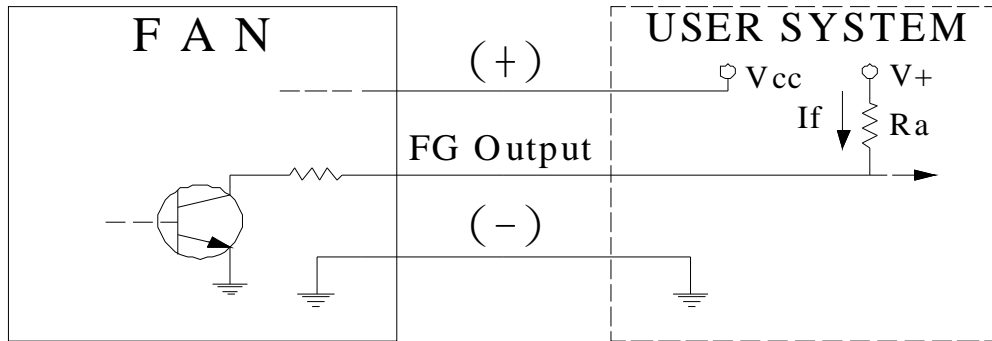 F A N
USER SYSTEM
(+)
Vcc
V+
If
Ra
FG Output
(-)